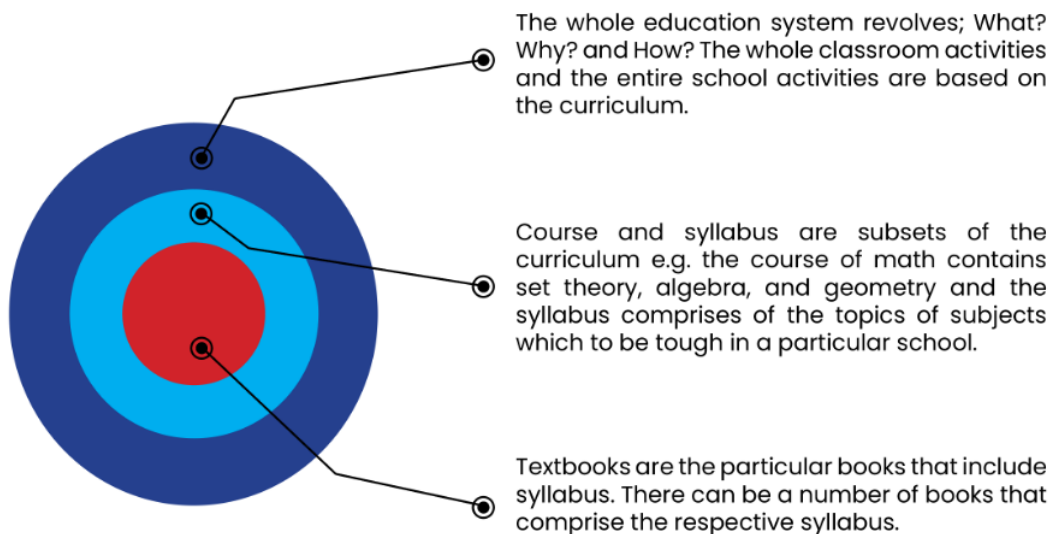 The whole education system revolves; What?
Why? and How? The whole classroom activities
and the entire school activities are based on
the curriculum.
Course and syllabus are subsets of the
curriculum e.g. the course of math contains
set theory, algebra, and geometry and the
syllabus comprises of the topics of subjects
which to be tough in a particular school.
Textbooks are the particular books that include
syllabus. There can be a number of books that
comprise the respective syllabus.